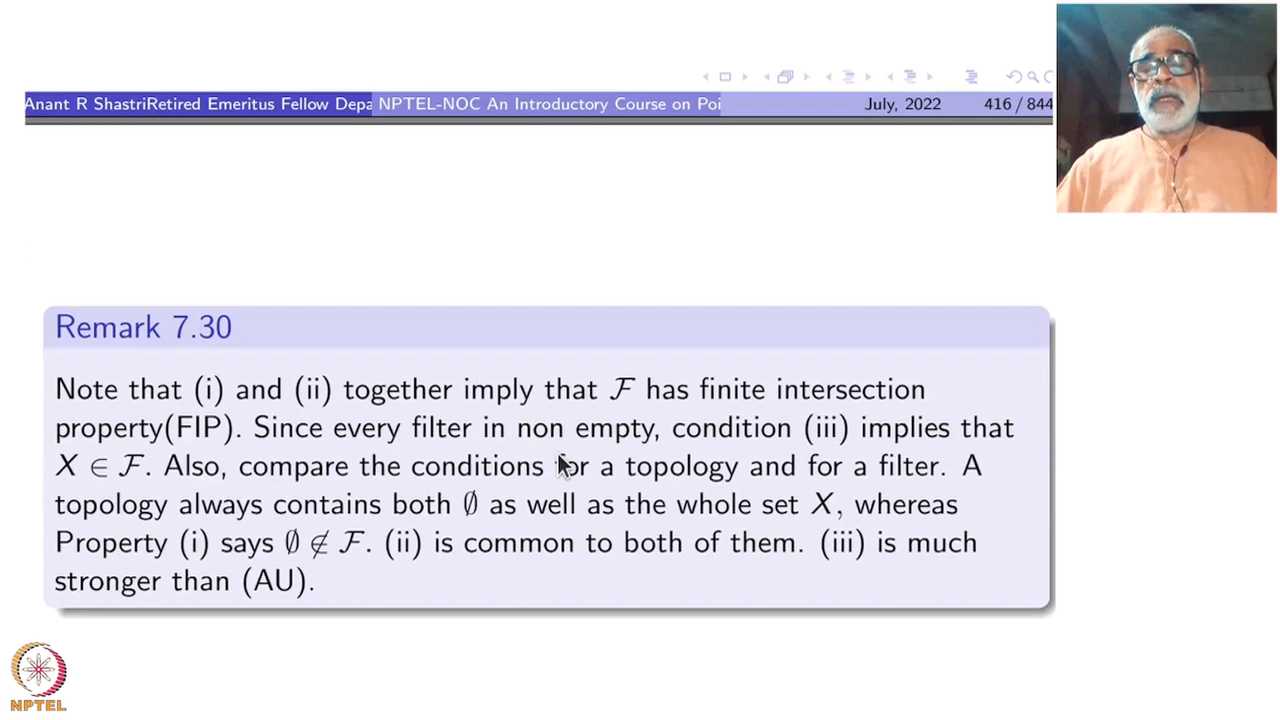 Anant R ShastriRetired Emeritus Fellow Depa NPTEL-NOC An Introductory Course on Poi July, 2022 416 / 844
Remark 7.30
Note that (i) and (ii) together imply that ℱ has finite intersection
property(FIP). Since every filter in non empty, condition (iii) implies that
X ∈ ℱ. Also, compare the conditions for a topology and for a filter. A
topology always contains both ∅ as well as the whole set X, whereas
Property (i) says ∅ ∉ ℱ. (ii) is common to both of them. (iii) is much
stronger than (AU).
NPTEL